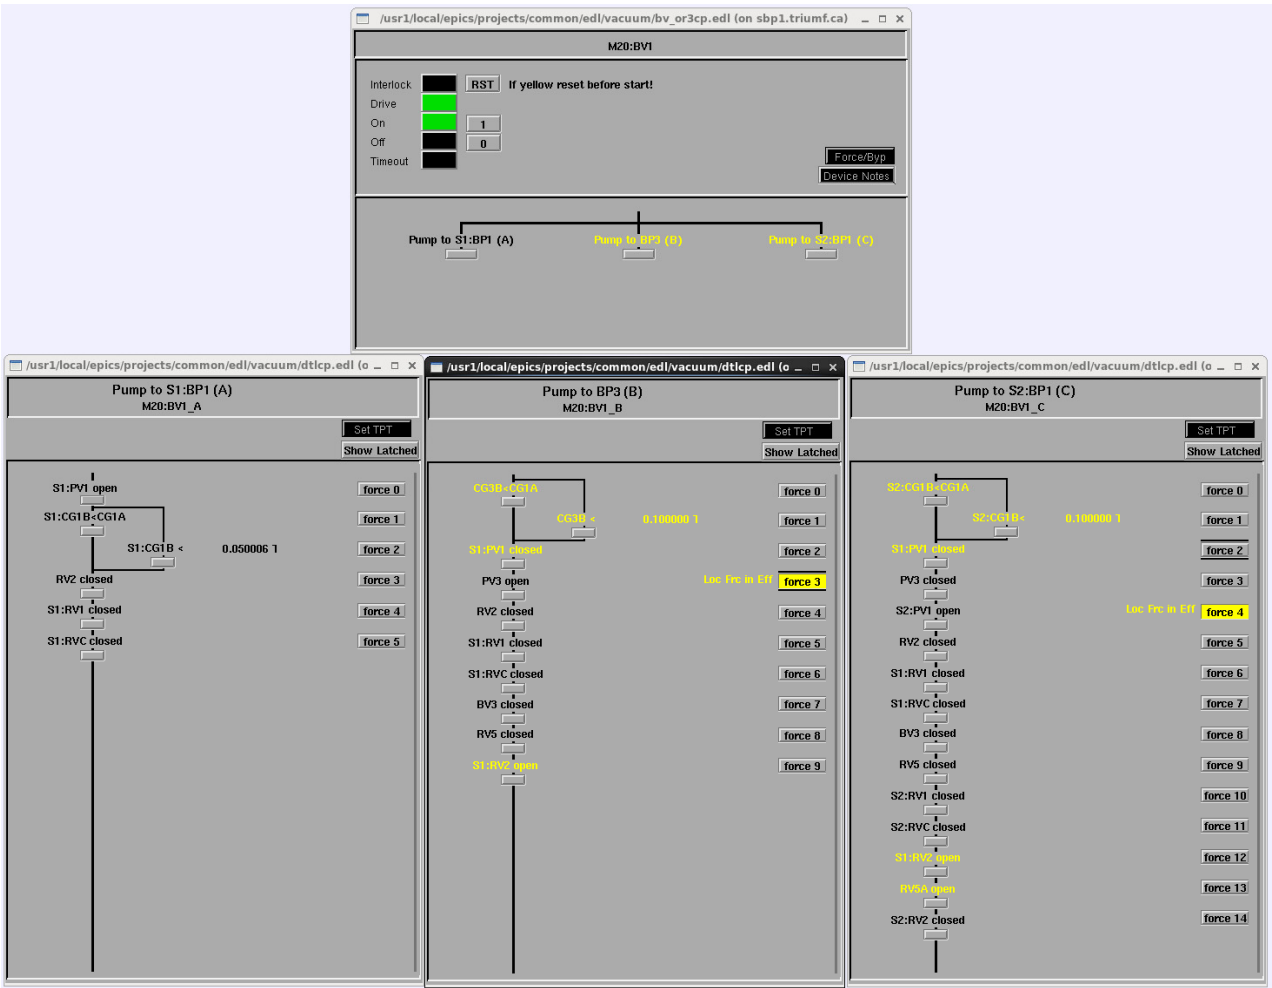 /usr1/local/epics/projects/common/edl/vacuum/bv_or3cp.edl (on sbp1.triumf.ca)
M20:BV1
Interlock RST If yellow reset before start!
Drive
On 1
Off 0
Timeout
Force/Byp
Device Notes
Pump to S1:BP1 (A) Pump to BP3 (B) Pump to S2:BP1 (C)
/usr1/local/epics/projects/common/edl/vacuum/dtlcp.edl (o
Pump to S1:BP1 (A)
M20:BV1_A
Set TPT
Show Latched
S1:PV1 open force 0
S1:CG1B<CG1A force 1
S1:CG1B < 0.050006 T force 2
RV2 closed force 3
S1:RV1 closed force 4
S1:RVC closed force 5
/usr1/local/epics/projects/common/edl/vacuum/dtlcp.edl (o
Pump to BP3 (B)
M20:BV1_B
Set TPT
Show Latched
CG3B<CG1A force 0
CG3B < 0.100000 T force 1
S1:PV1 closed force 2
PV3 open Loc Frc in Eff force 3
RV2 closed force 4
S1:RV1 closed force 5
S1:RVC closed force 6
BV3 closed force 7
RV5 closed force 8
S1:RV2 open force 9
/usr1/local/epics/projects/common/edl/vacuum/dtlcp.edl (o
Pump to S2:BP1 (C)
M20:BV1_C
Set TPT
Show Latched
S2:CG1B<CG1A force 0
S2:CG1B< 0.100000 T force 1
S1:PV1 closed force 2
PV3 closed force 3
S2:PV1 open Loc Frc in Eff force 4
RV2 closed force 5
S1:RV1 closed force 6
S1:RVC closed force 7
BV3 closed force 8
RV5 closed force 9
S2:RV1 closed force 10
S2:RVC closed force 11
S1:RV2 open force 12
RV5A open force 13
S2:RV2 closed force 14